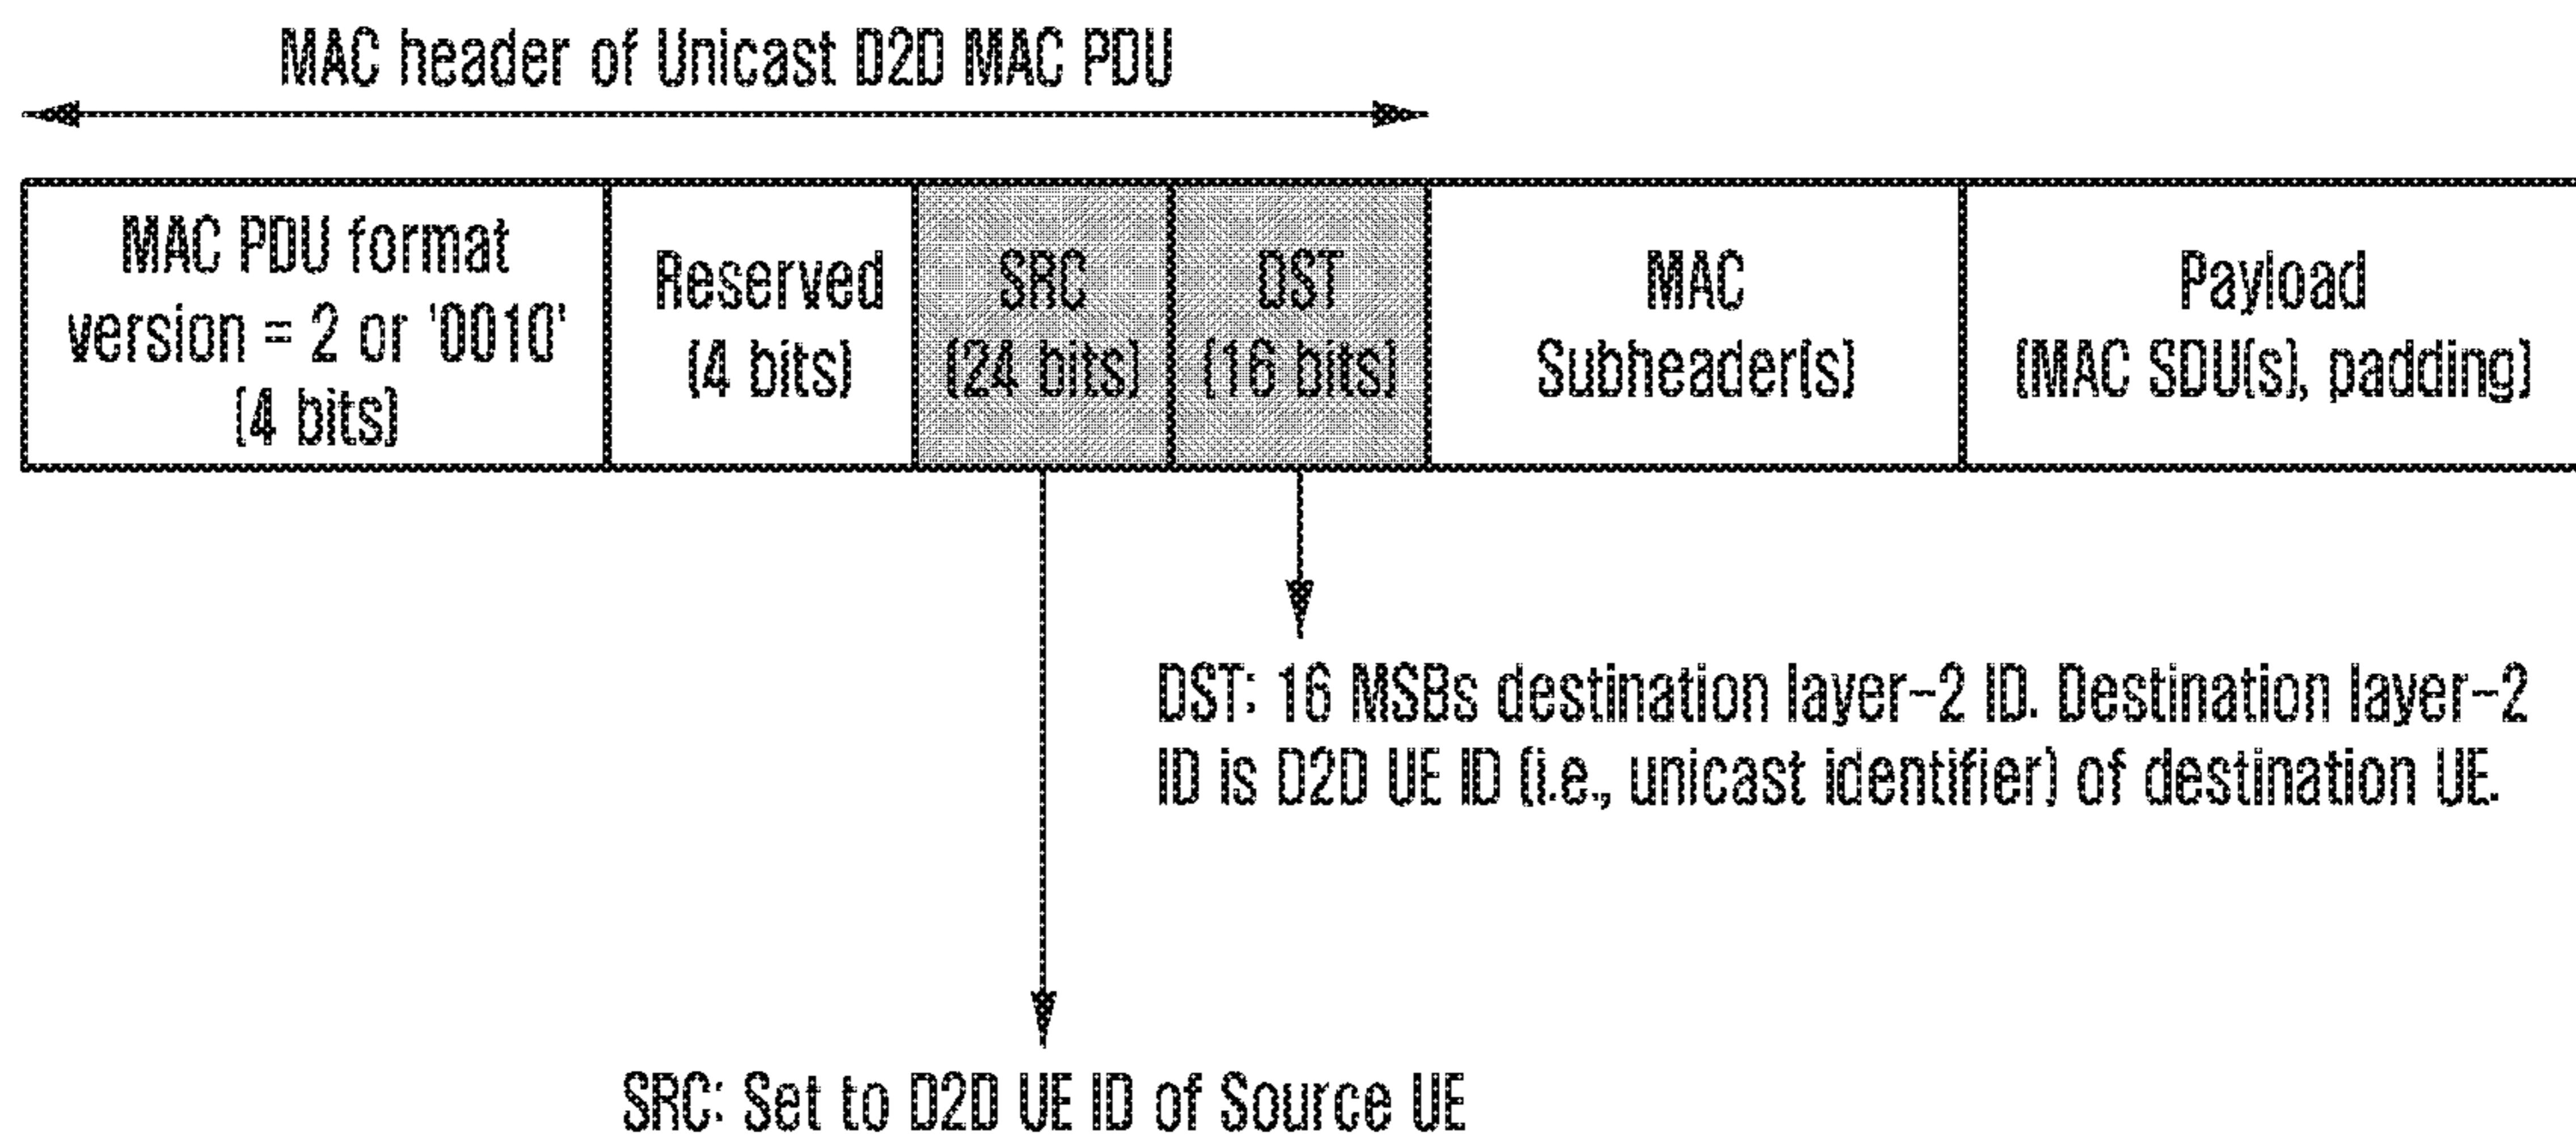 MAC header of Unicast D2D MAC PDU
MAC PDU format
version = 2 or '0010'
(4 bits)
Reserved
(4 bits)
SRC
(24 bits)
DST
(16 bits)
MAC
Subheader(s)
Payload
(MAC SDU(s), padding)
DST: 16 MSBs destination layer-2 ID. Destination layer-2
ID is D2D UE ID (i.e., unicast identifier) of destination UE.
SRC: Set to D2D UE ID of Source UE